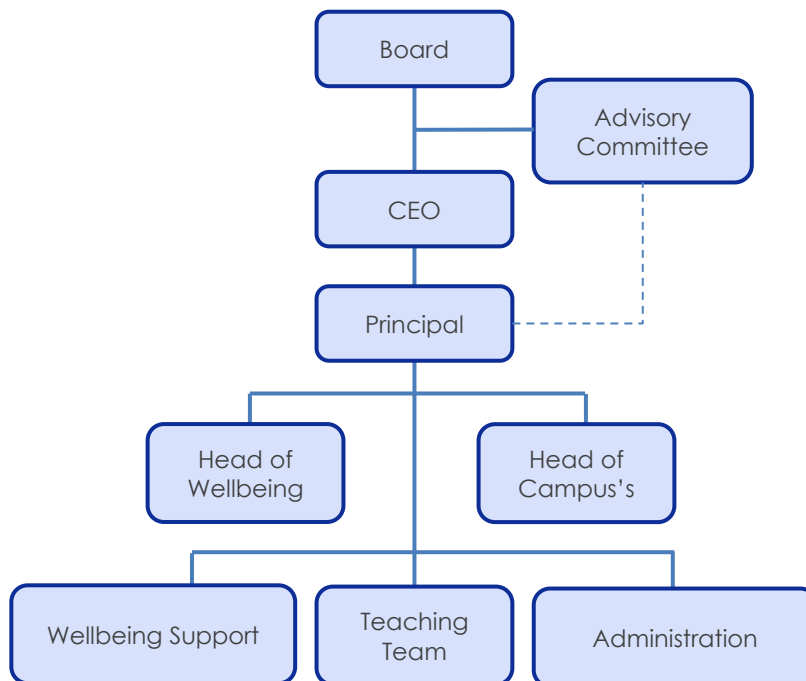 Board
Advisory
Committee
CEO
Principal
Head of
Wellbeing
Head of
Campus’s
Wellbeing Support
Teaching
Team
Administration